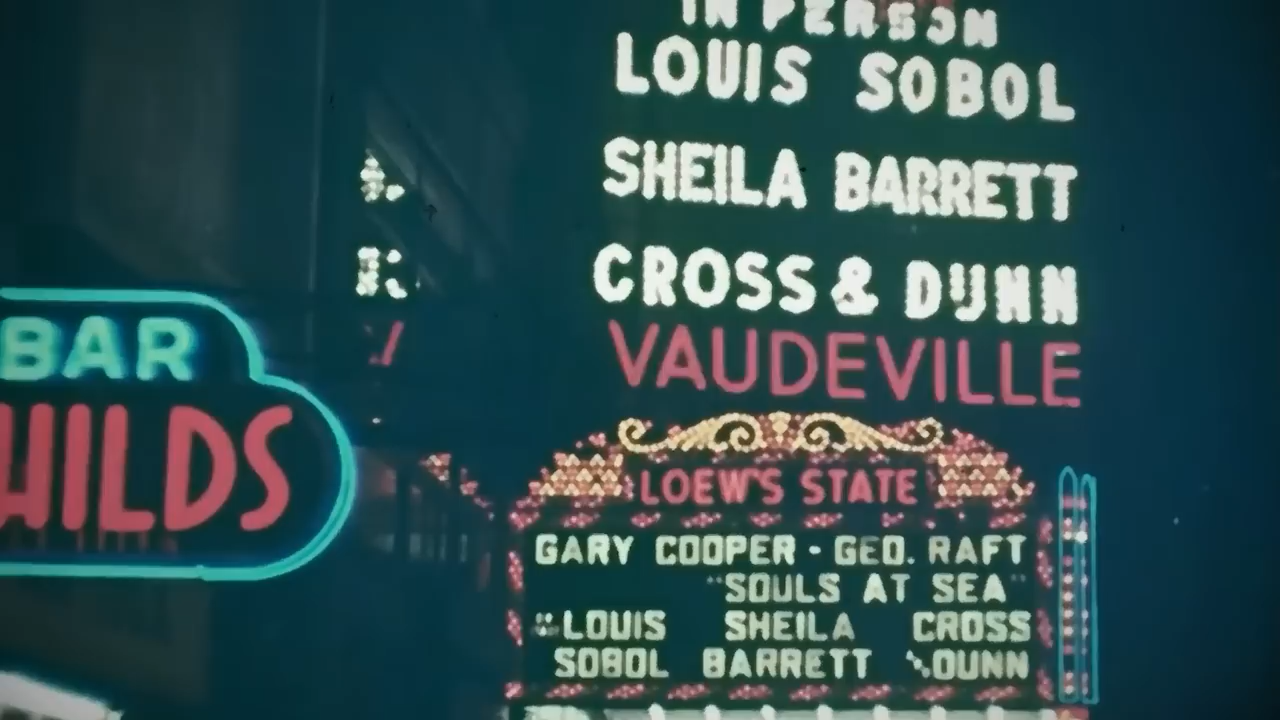 IN PERSON
LOUIS SOBOL
SHEILA BARRETT
CROSS & DUNN
VAUDEVILLE
BAR
HILDS
LOEW'S STATE
GARY COOPER - GEO. RAFT
"SOULS AT SEA"
LOUIS SHEILA CROSS
SOBOL BARRETT DUNN